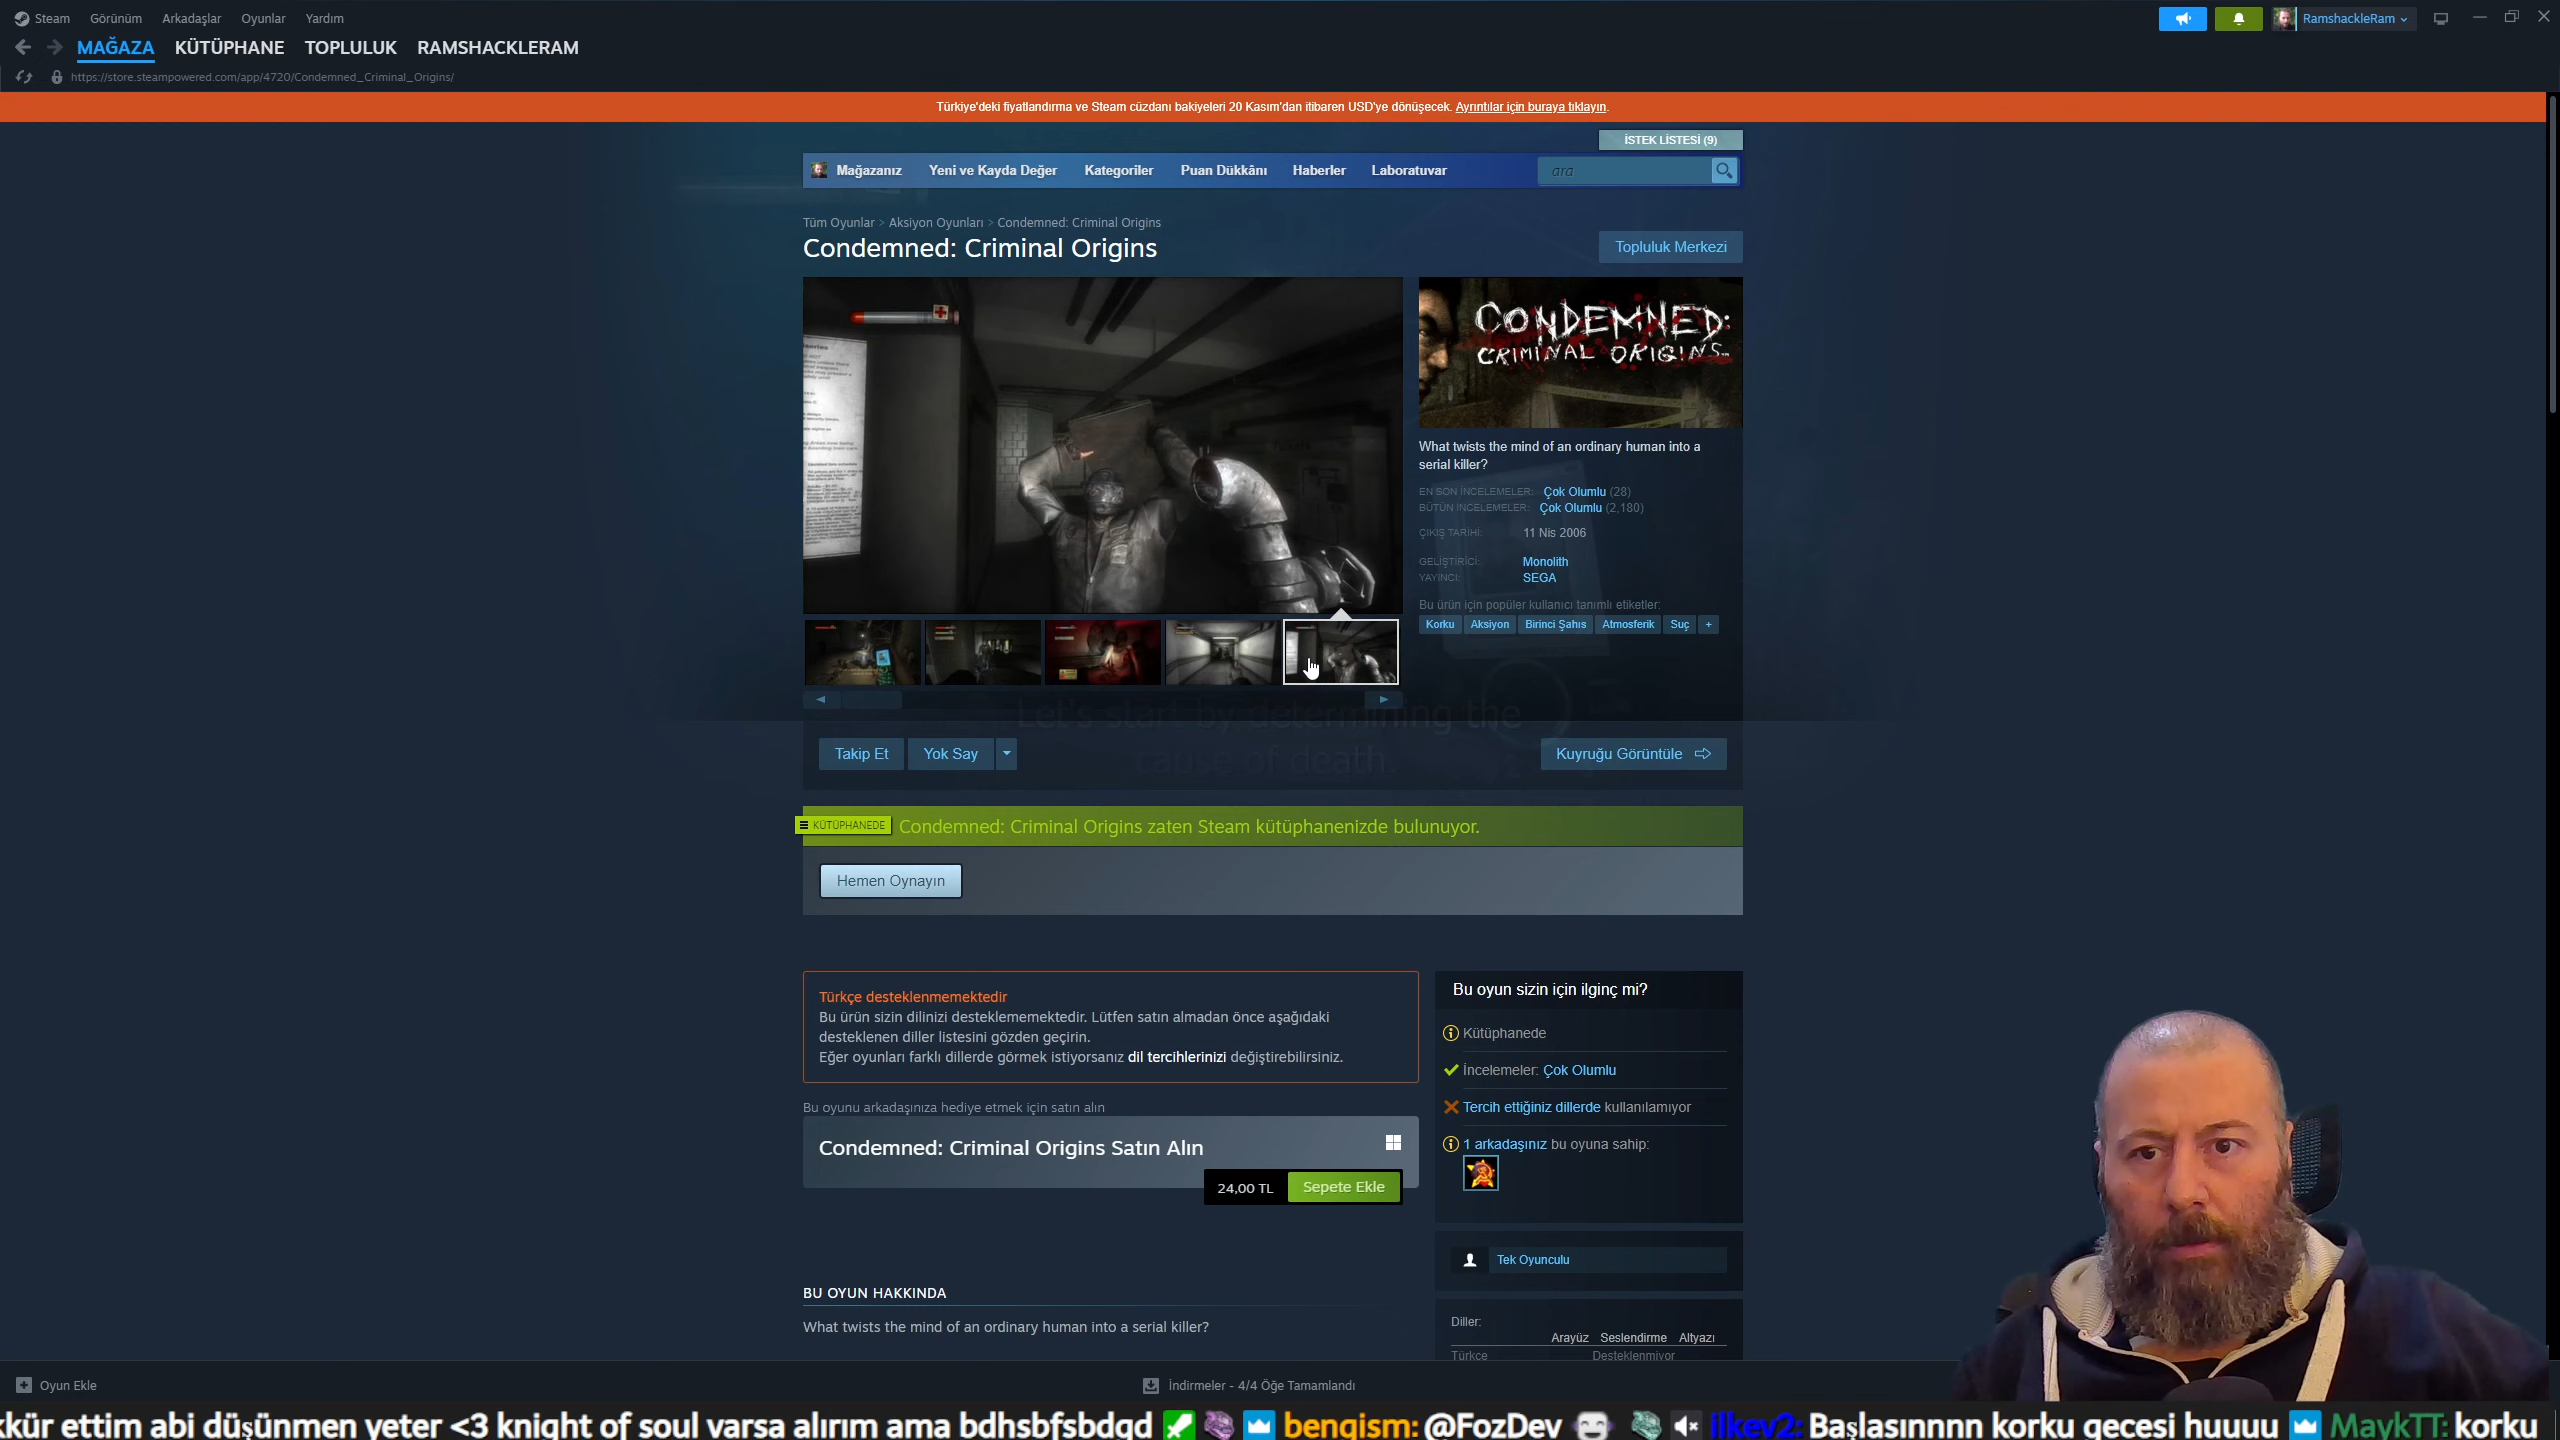 Steam Görünüm Arkadaşlar Oyunlar Yardım
RamshackleRam
MAĞAZA KÜTÜPHANE TOPLULUK RAMSHACKLERAM
https://store.steampowered.com/app/4720/Condemned_Criminal_Origins/
Türkiye'deki fiyatlandırma ve Steam cüzdanı bakiyeleri 20 Kasım'dan itibaren USD'ye dönüşecek. Ayrıntılar için buraya tıklayın.
İSTEK LİSTESİ (9)
Mağazanız Yeni ve Kayda Değer Kategoriler Puan Dükkânı Haberler Laboratuvar ara
Tüm Oyunlar > Aksiyon Oyunları > Condemned: Criminal Origins
Condemned: Criminal Origins
Topluluk Merkezi
CONDEMNED:
CRIMINAL ORIGINS
What twists the mind of an ordinary human into a
serial killer?
EN SON İNCELEMELER: Çok Olumlu (28)
BÜTÜN İNCELEMELER: Çok Olumlu (2,180)
ÇIKIŞ TARİHİ: 11 Nis 2006
GELİŞTİRİCİ: Monolith
YAYINCI: SEGA
Bu ürün için popüler kullanıcı tanımlı etiketler:
Korku Aksiyon Birinci Şahıs Atmosferik Suç +
Let's start by determining the
cause of death.
Takip Et Yok Say Kuyruğu Görüntüle
KÜTÜPHANEDE Condemned: Criminal Origins zaten Steam kütüphanenizde bulunuyor.
Hemen Oynayın
Türkçe desteklenmemektedir
Bu ürün sizin dilinizi desteklememektedir. Lütfen satın almadan önce aşağıdaki
desteklenen diller listesini gözden geçirin.
Eğer oyunları farklı dillerde görmek istiyorsanız dil tercihlerinizi değiştirebilirsiniz.
Bu oyunu arkadaşınıza hediye etmek için satın alın
Condemned: Criminal Origins Satın Alın
24,00 TL Sepete Ekle
BU OYUN HAKKINDA
What twists the mind of an ordinary human into a serial killer?
Bu oyun sizin için ilginç mi?
Kütüphanede
İncelemeler: Çok Olumlu
Tercih ettiğiniz dillerde kullanılamıyor
1 arkadaşınız bu oyuna sahip:
Tek Oyunculu
Diller:
Arayüz Seslendirme Altyazı
Türkçe Desteklenmiyor
Oyun Ekle
İndirmeler - 4/4 Öğe Tamamlandı
kkür ettim abi düşünmen yeter <3 knight of soul varsa alırım ama bdhsbfsbdgd bengism: @FozDev ilkev2: Başlasınnnn korku gecesi huuuu MaykTT: korku